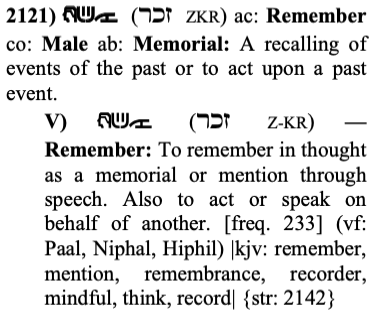 2121) (זכר ZKR) ac: Remember
co: Male ab: Memorial: A recalling of
events of the past or to act upon a past
event.
V) (זכר Z-KR) —
Remember: To remember in thought
as a memorial or mention through
speech. Also to act or speak on
behalf of another. [freq. 233] (vf:
Paal, Niphal, Hiphil) |kjv: remember,
mention, remembrance, recorder,
mindful, think, record| {str: 2142}